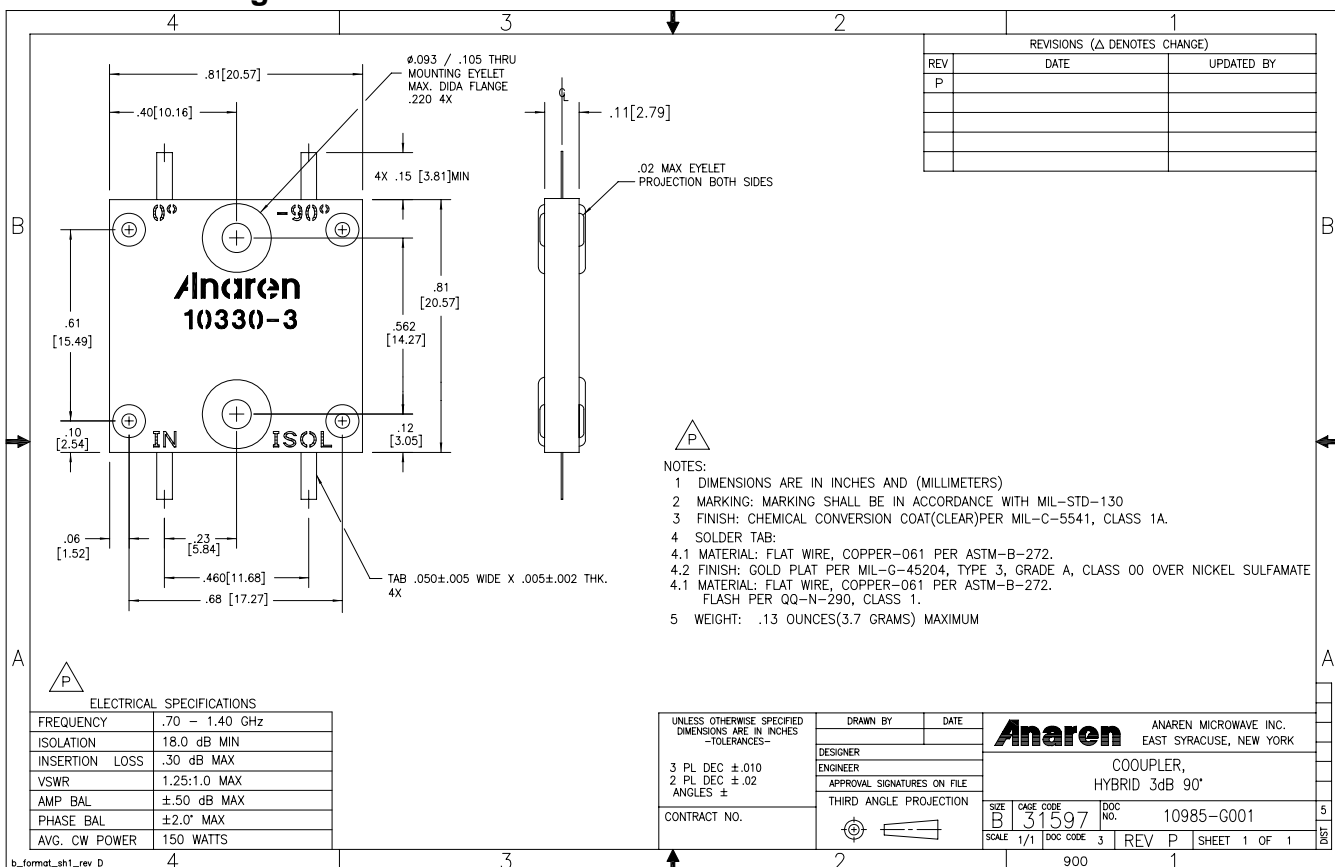 4 3 2 1
REVISIONS (△ DENOTES CHANGE)
REV DATE UPDATED BY
P
.81[20.57]
.40[10.16]
ø.093 / .105 THRU
MOUNTING EYELET
MAX. DIDA FLANGE
.220 4X
4X .15 [3.81]MIN
.11[2.79]
.02 MAX EYELET
PROJECTION BOTH SIDES
B B
0° -90°
Anaren
10330-3
.61
[15.49]
.81
[20.57]
.562
[14.27]
.10
[2.54]
IN ISOL
.12
[3.05]
.06
[1.52]
.23
[5.84]
.460[11.68]
.68 [17.27]
TAB .050±.005 WIDE X .005±.002 THK.
4X
P
NOTES:
1 DIMENSIONS ARE IN INCHES AND (MILLIMETERS)
2 MARKING: MARKING SHALL BE IN ACCORDANCE WITH MIL-STD-130
3 FINISH: CHEMICAL CONVERSION COAT(CLEAR)PER MIL-C-5541, CLASS 1A.
4 SOLDER TAB:
4.1 MATERIAL: FLAT WIRE, COPPER-061 PER ASTM-B-272.
4.2 FINISH: GOLD PLAT PER MIL-G-45204, TYPE 3, GRADE A, CLASS 00 OVER NICKEL SULFAMATE
4.1 MATERIAL: FLAT WIRE, COPPER-061 PER ASTM-B-272.
FLASH PER QQ-N-290, CLASS 1.
5 WEIGHT: .13 OUNCES(3.7 GRAMS) MAXIMUM
A A
P
ELECTRICAL SPECIFICATIONS
FREQUENCY .70 - 1.40 GHz
ISOLATION 18.0 dB MIN
INSERTION LOSS .30 dB MAX
VSWR 1.25:1.0 MAX
AMP BAL ±.50 dB MAX
PHASE BAL ±2.0° MAX
AVG. CW POWER 150 WATTS
UNLESS OTHERWISE SPECIFIED
DIMENSIONS ARE IN INCHES
-TOLERANCES-
3 PL DEC ±.010
2 PL DEC ±.02
ANGLES ±
CONTRACT NO.
DRAWN BY DATE
DESIGNER
ENGINEER
APPROVAL SIGNATURES ON FILE
THIRD ANGLE PROJECTION
Anaren
ANAREN MICROWAVE INC.
EAST SYRACUSE, NEW YORK
COOUPLER,
HYBRID 3dB 90°
SIZE B CAGE CODE 31597 DOC NO. 10985-G001
SCALE 1/1 DOC CODE 3 REV P SHEET 1 OF 1
5
DIST
b_format_sh1_rev D 4 3 2 900 1